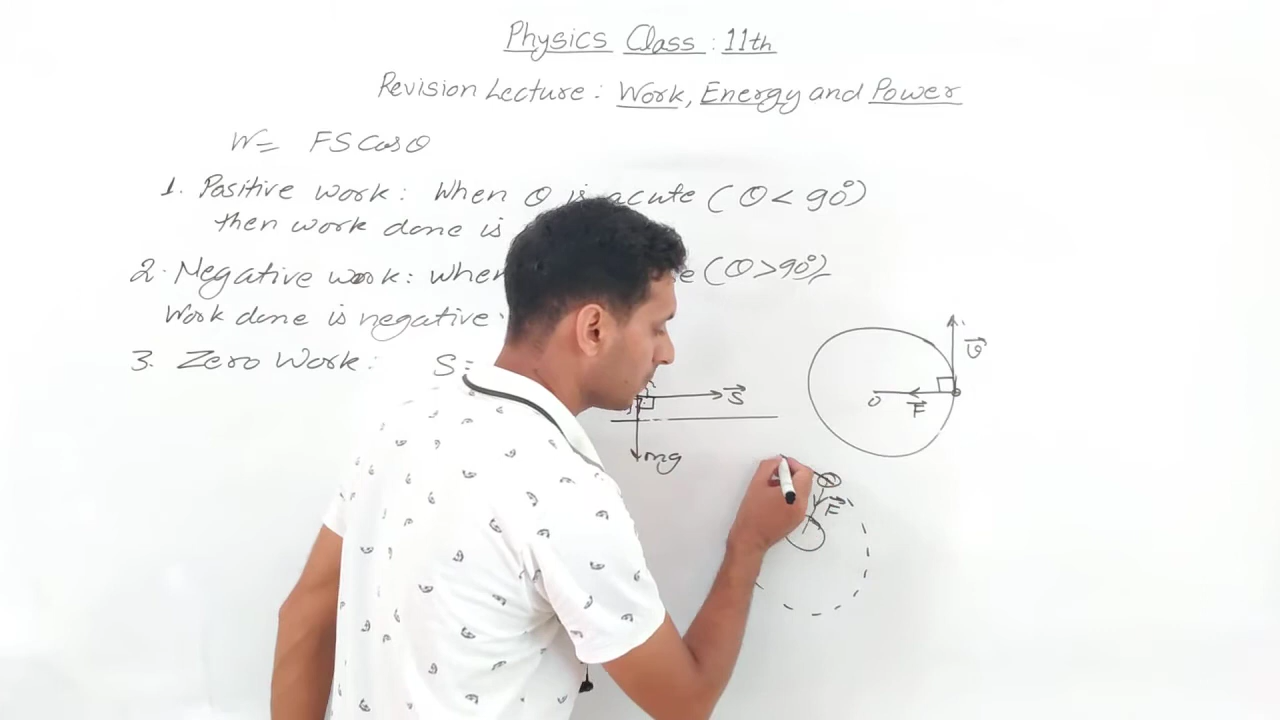 Physics Class : 11th
Revision Lecture : Work, Energy and Power
W = FS Cosθ
1. Positive work : When θ is acute ( θ < 90°)
then work done is
2. Negative work : when (θ > 90°)
Work done is negative.
3. Zero Work : S =
S
mg
v
O F
F